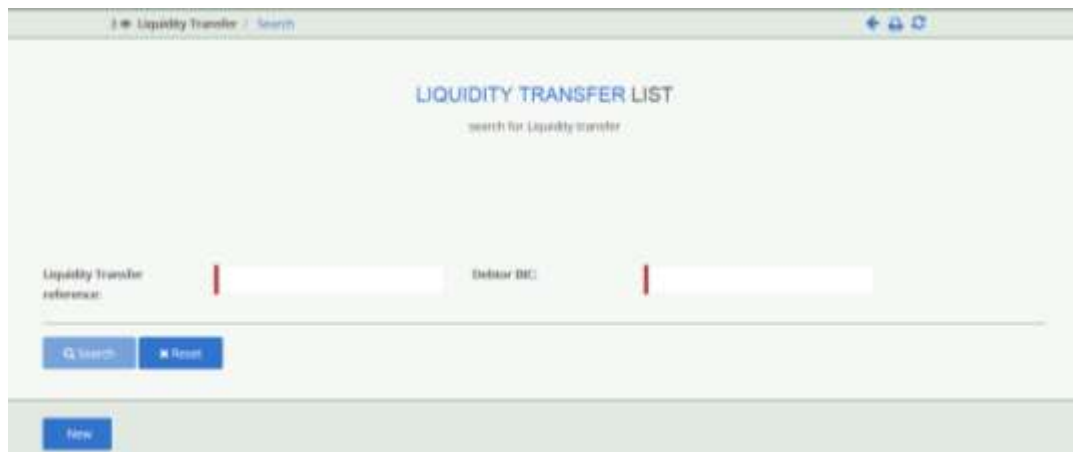 Liquidity Transfer / Search
LIQUIDITY TRANSFER LIST
search for Liquidity transfer
Liquidity Transfer
reference:
Debtor BIC:
Search
Reset
New